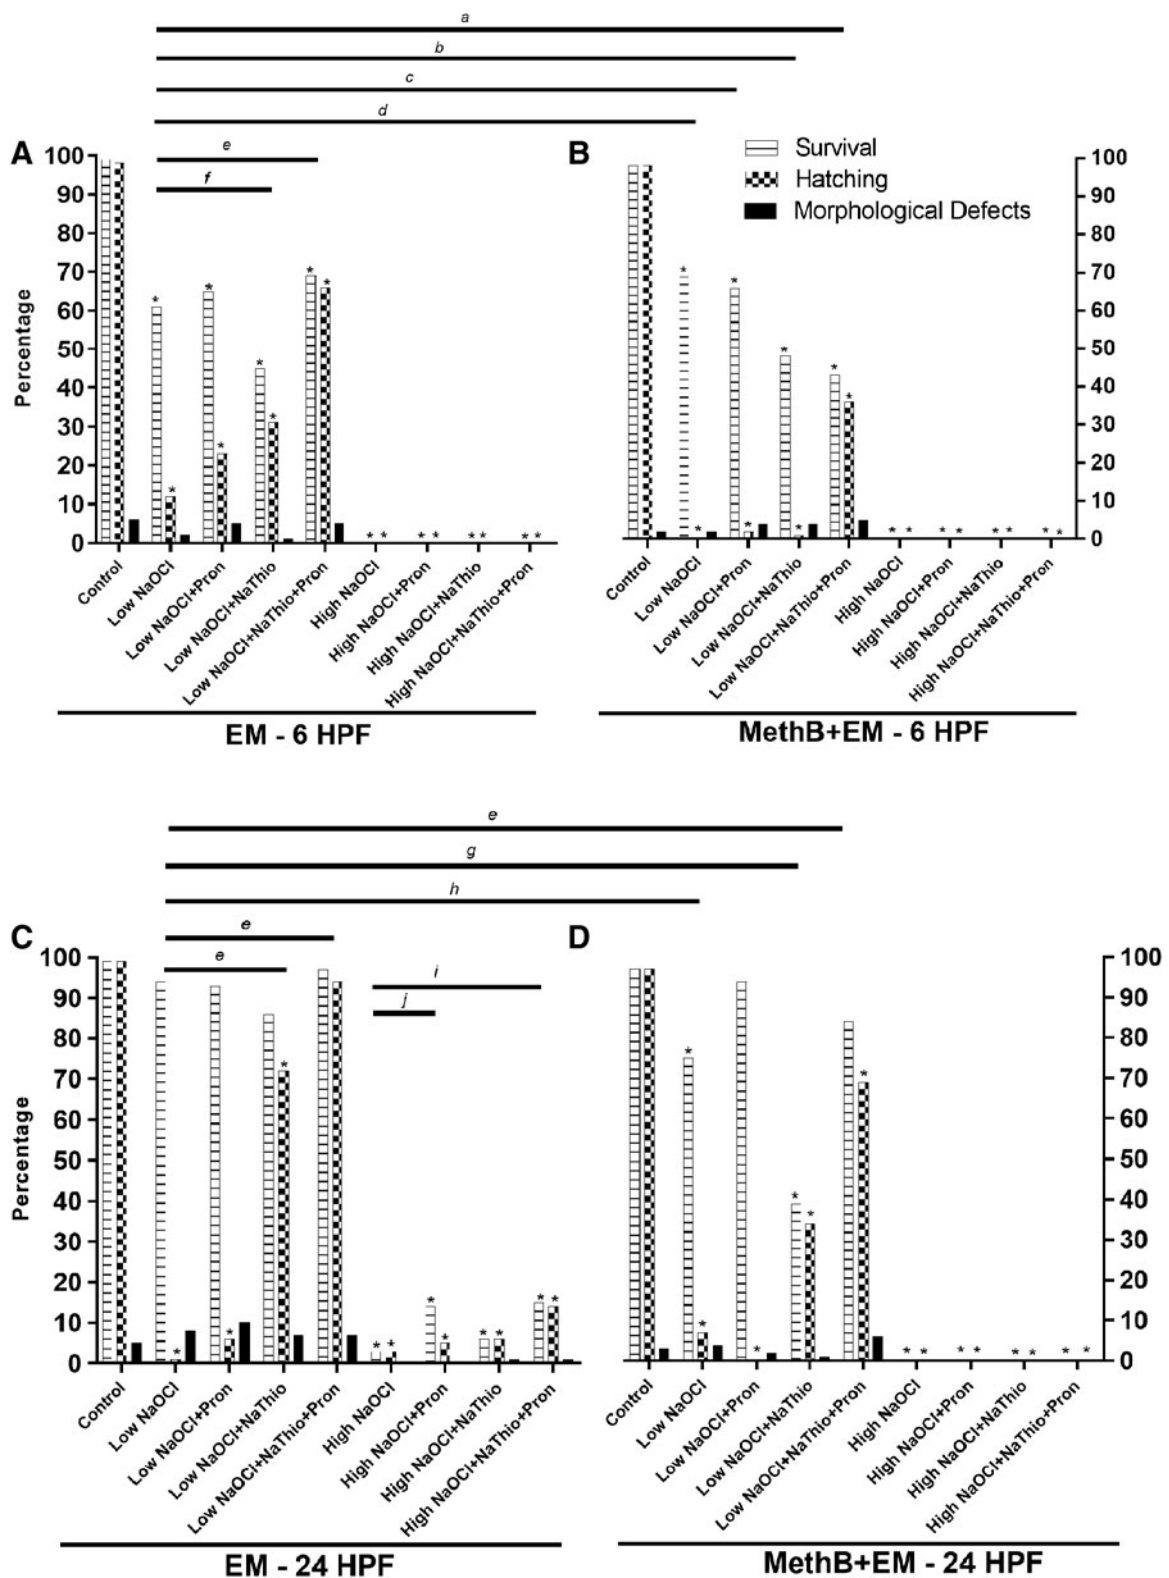 a
b
c
d
A
e
f
B
Survival
Hatching
Morphological Defects
Percentage
100
90
80
70
60
50
40
30
20
10
0
* * * * * * * * * * * * * * * *
Control
Low NaOCl
Low NaOCl+Pron
Low NaOCl+NaThio
Low NaOCl+NaThio+Pron
High NaOCl
High NaOCl+Pron
High NaOCl+NaThio
High NaOCl+NaThio+Pron
EM - 6 HPF
100
90
80
70
60
50
40
30
20
10
0
* * * * * * * * * * * * * * * *
Control
Low NaOCl
Low NaOCl+Pron
Low NaOCl+NaThio
Low NaOCl+NaThio+Pron
High NaOCl
High NaOCl+Pron
High NaOCl+NaThio
High NaOCl+NaThio+Pron
MethB+EM - 6 HPF
e
g
h
C
e
e
i
j
D
Percentage
100
90
80
70
60
50
40
30
20
10
0
* * * * * * * * * * *
Control
Low NaOCl
Low NaOCl+Pron
Low NaOCl+NaThio
Low NaOCl+NaThio+Pron
High NaOCl
High NaOCl+Pron
High NaOCl+NaThio
High NaOCl+NaThio+Pron
EM - 24 HPF
100
90
80
70
60
50
40
30
20
10
0
* * * * * * * * * * * * * *
Control
Low NaOCl
Low NaOCl+Pron
Low NaOCl+NaThio
Low NaOCl+NaThio+Pron
High NaOCl
High NaOCl+Pron
High NaOCl+NaThio
High NaOCl+NaThio+Pron
MethB+EM - 24 HPF